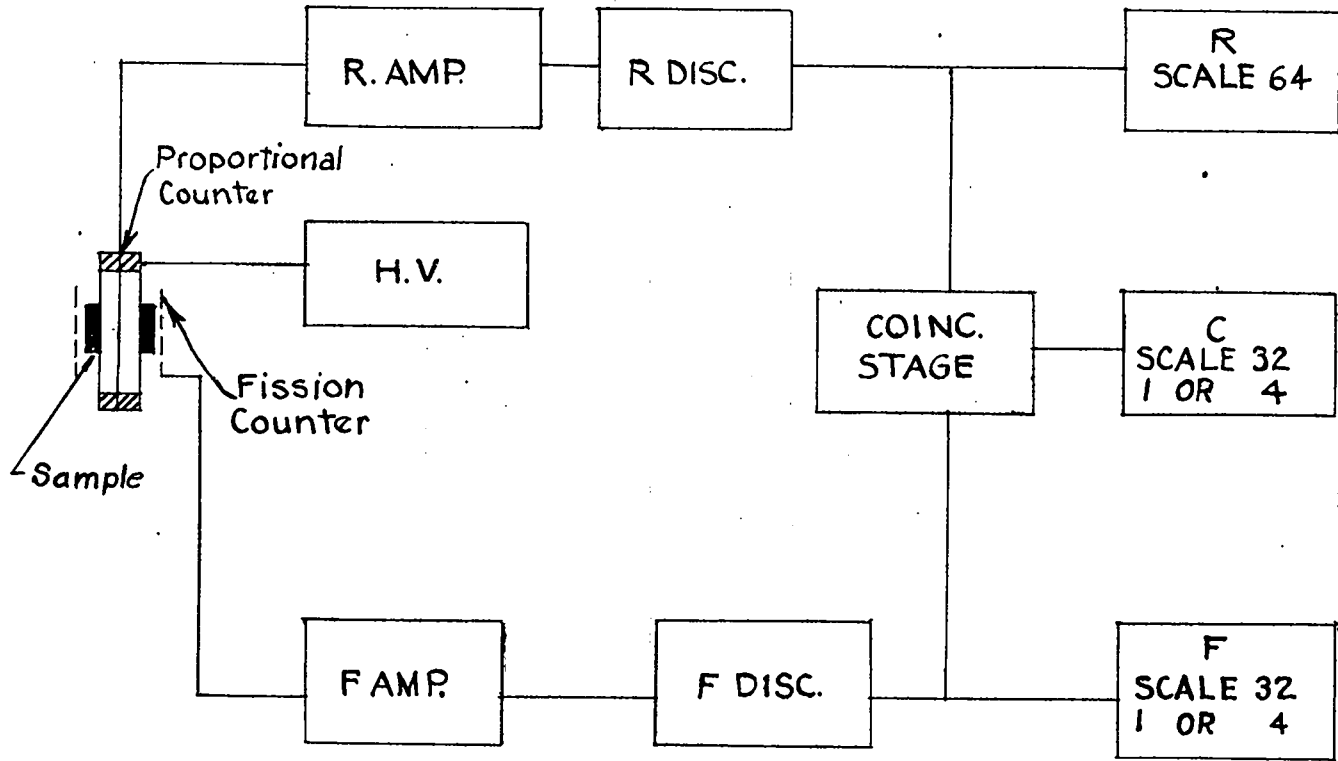 R. AMP.
R DISC.
R
SCALE 64
Proportional
Counter
H.V.
COINC.
STAGE
C
SCALE 32
1 OR 4
Fission
Counter
Sample
F AMP.
F DISC.
F
SCALE 32
1 OR 4